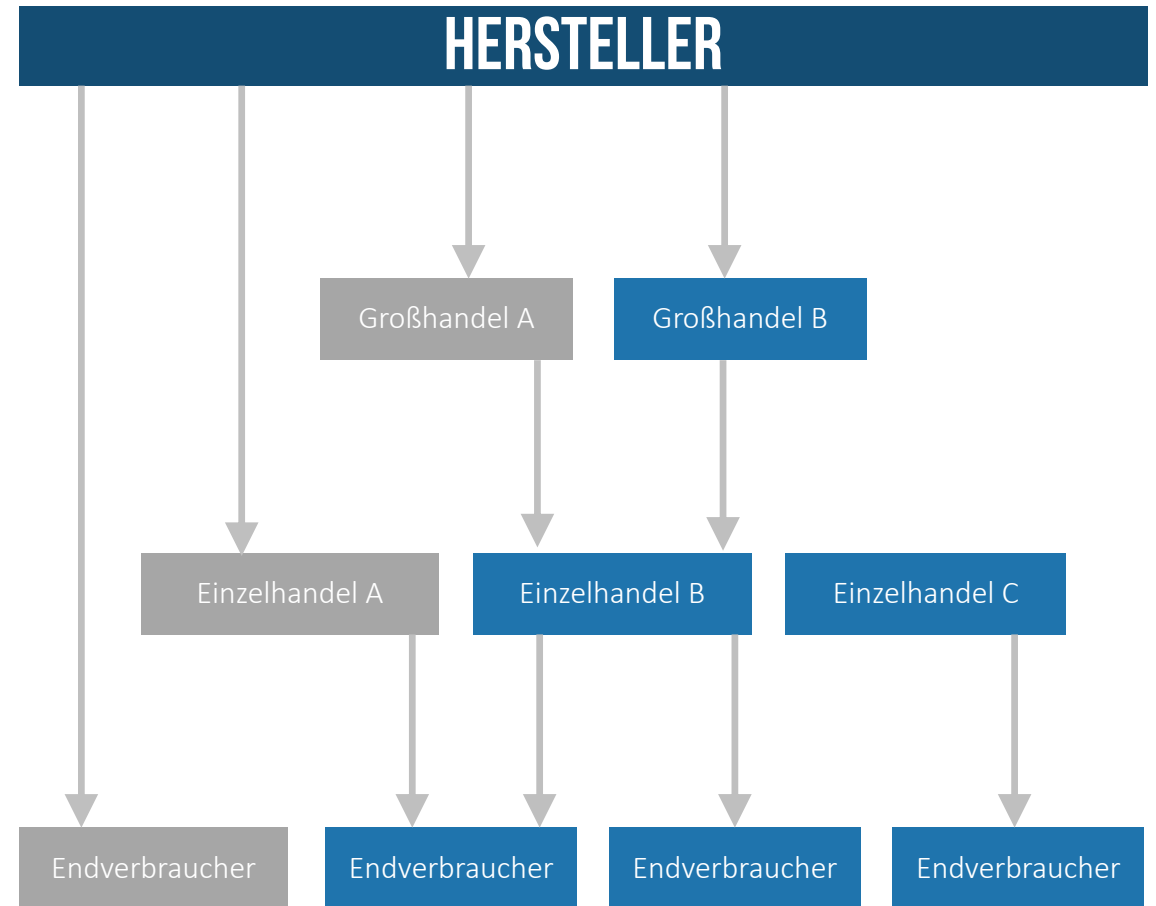 HERSTELLER
Großhandel A
Großhandel B
Einzelhandel A
Einzelhandel B
Einzelhandel C
Endverbraucher
Endverbraucher
Endverbraucher
Endverbraucher